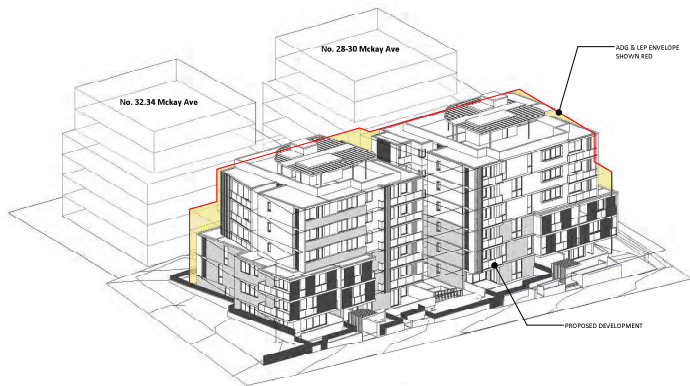 No. 28-30 Mckay Ave
ADG & LEP ENVELOPE
SHOWN RED
No. 32.34 Mckay Ave
PROPOSED DEVELOPMENT